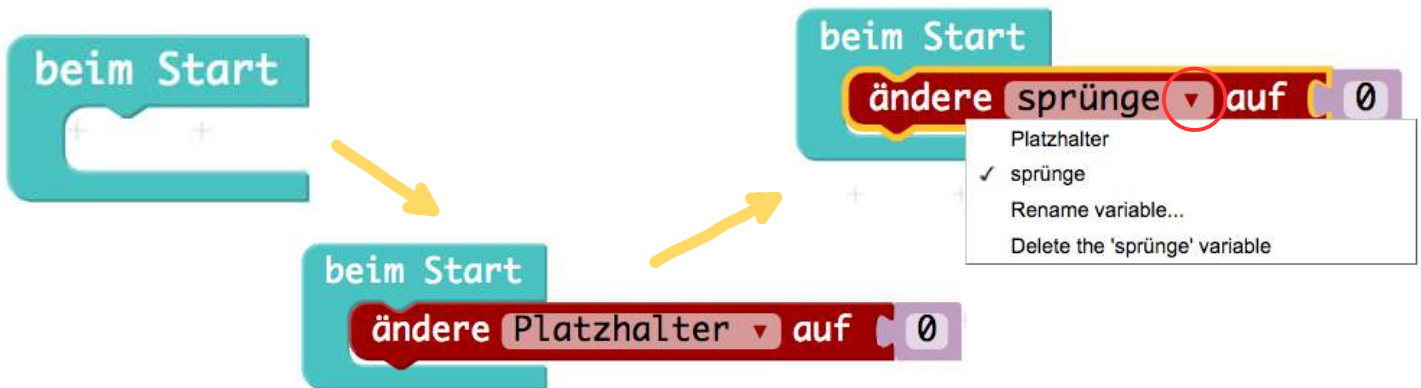 beim Start
beim Start
ändere Platzhalter auf 0
beim Start
ändere sprünge auf 0
Platzhalter
✓ sprünge
Rename variable...
Delete the 'sprünge' variable